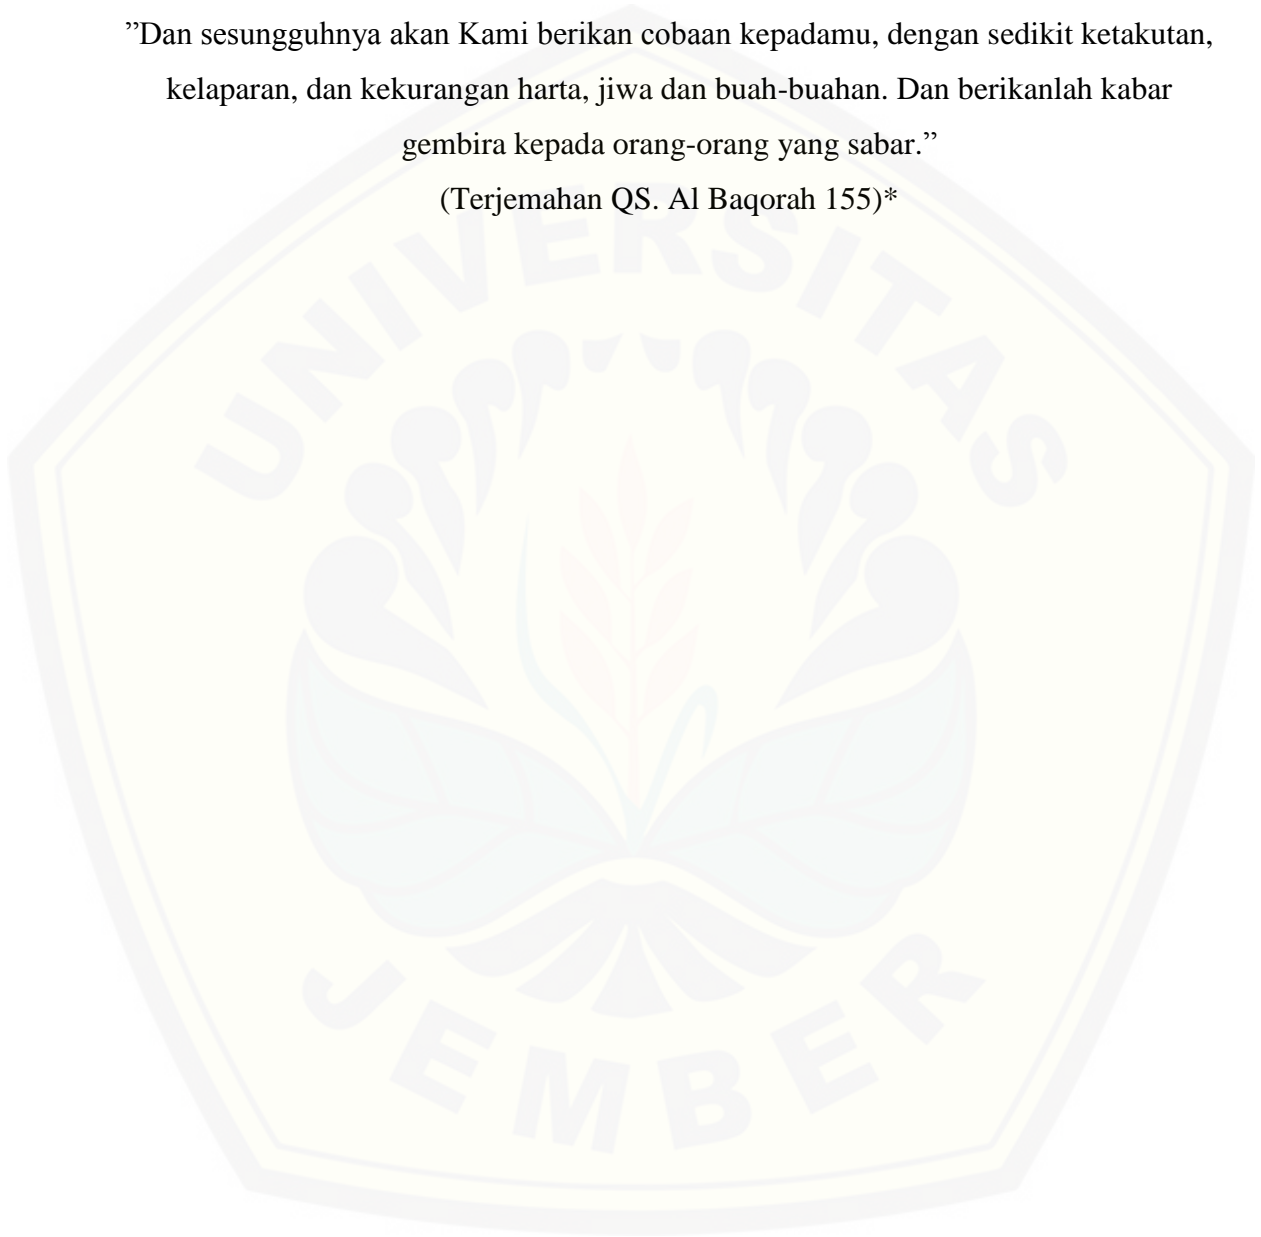 ”Dan sesungguhnya akan Kami berikan cobaan kepadamu, dengan sedikit ketakutan,
kelaparan, dan kekurangan harta, jiwa dan buah-buahan. Dan berikanlah kabar
gembira kepada orang-orang yang sabar.”
(Terjemahan QS. Al Baqorah 155)*
UNIVERSITAS
JEMBER